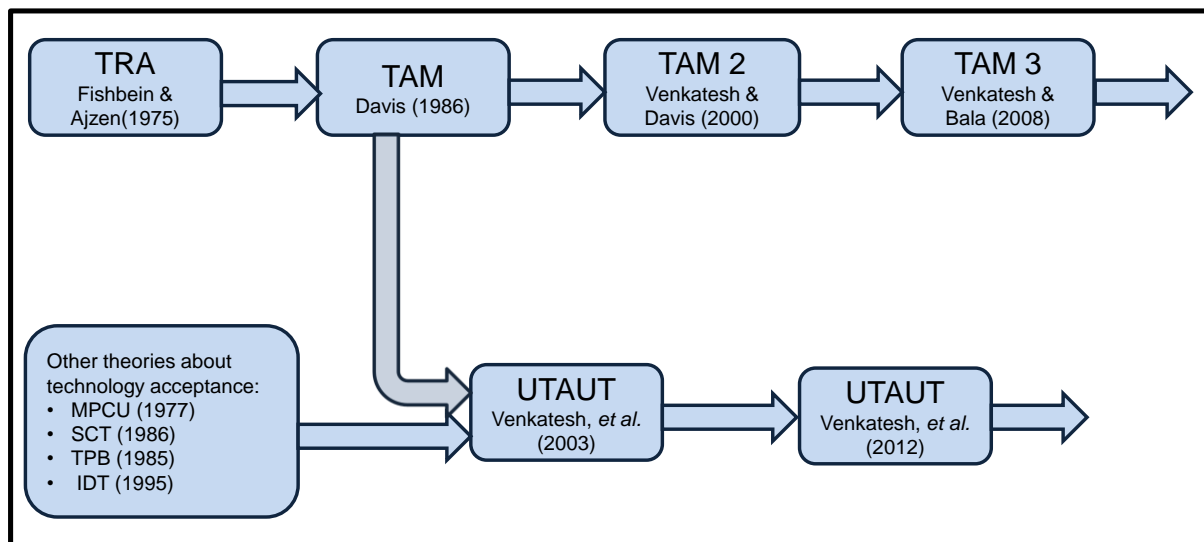 TRA
Fishbein &
Ajzen(1975)
TAM
Davis (1986)
TAM 2
Venkatesh &
Davis (2000)
TAM 3
Venkatesh &
Bala (2008)
Other theories about
technology acceptance:
• MPCU (1977)
• SCT (1986)
• TPB (1985)
• IDT (1995)
UTAUT
Venkatesh, et al.
(2003)
UTAUT
Venkatesh, et al.
(2012)